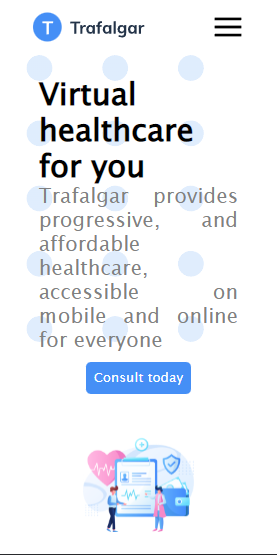 T Trafalgar
Virtual
healthcare
for you
Trafalgar provides
progressive, and
affordable
healthcare,
accessible on
mobile and online
for everyone
Consult today